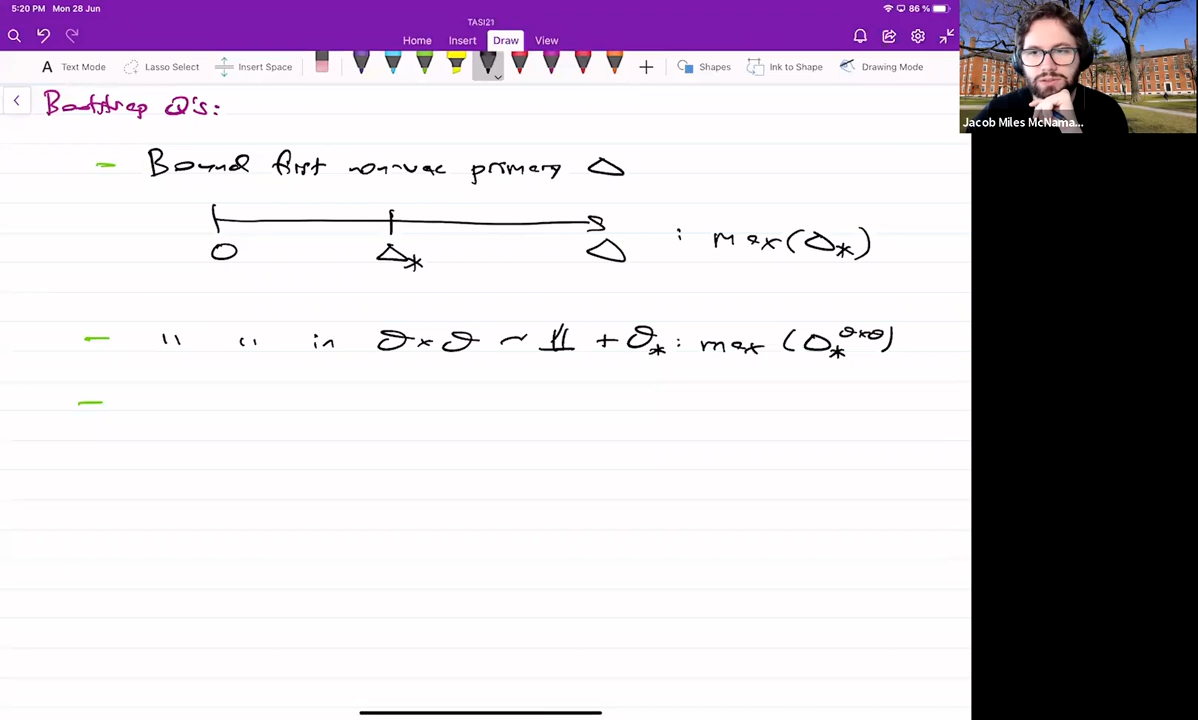 5:20 PM Mon 28 Jun
86 %
TASI21
Home Insert Draw View
Text Mode Lasso Select Insert Space Shapes Ink to Shape Drawing Mode
Jacob Miles McNama...
Bootstrap Q's:
- Bound first non-vac primary Δ
0 Δ* Δ : max(Δ*)
- " " in O×O ~ 𝟙 + O* : max (Δ*^{O×O})
-